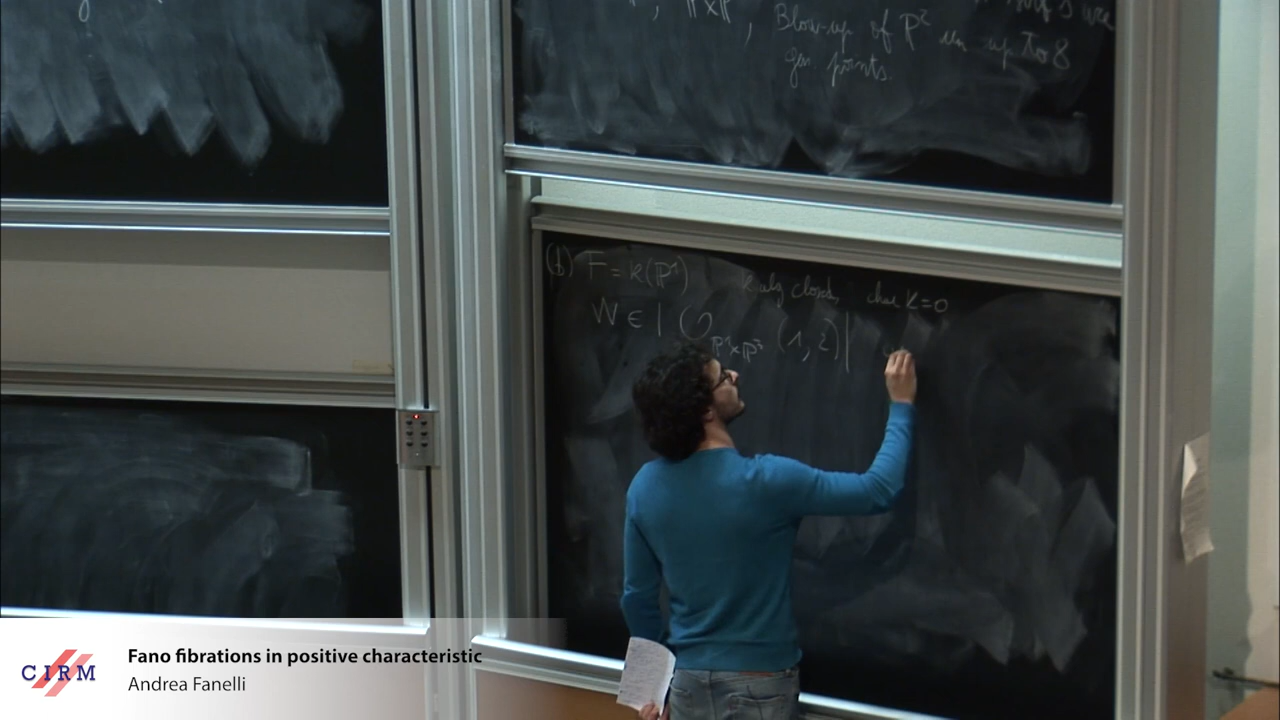 Blow-up of P² in up to 8
gen points.
(b) F = k(P¹) k alg closed, char k=0
W ∈ | O_{P¹×P³} (1,2) |
CIRM
Fano fibrations in positive characteristic
Andrea Fanelli